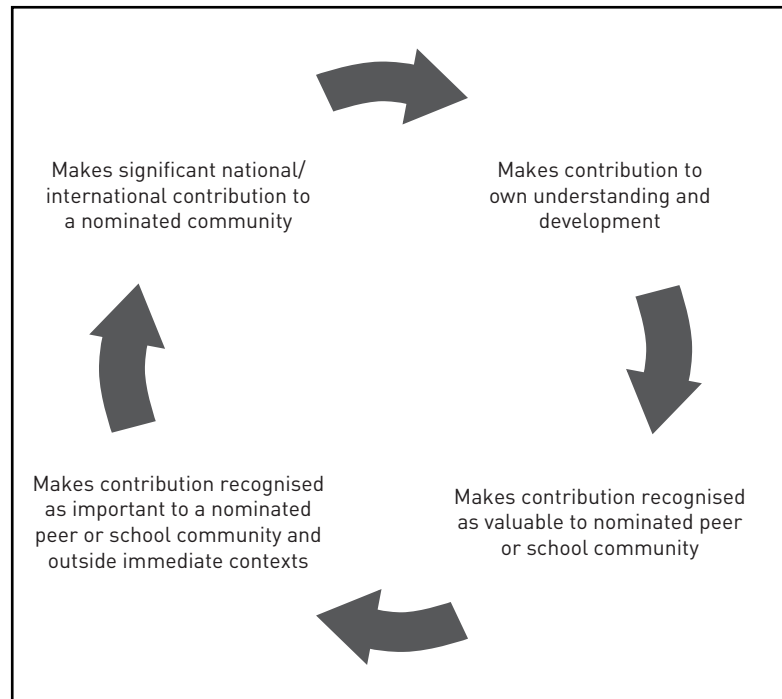 Makes significant national/
international contribution to
a nominated community
Makes contribution to
own understanding and
development
Makes contribution recognised
as important to a nominated
peer or school community and
outside immediate contexts
Makes contribution recognised
as valuable to nominated peer
or school community